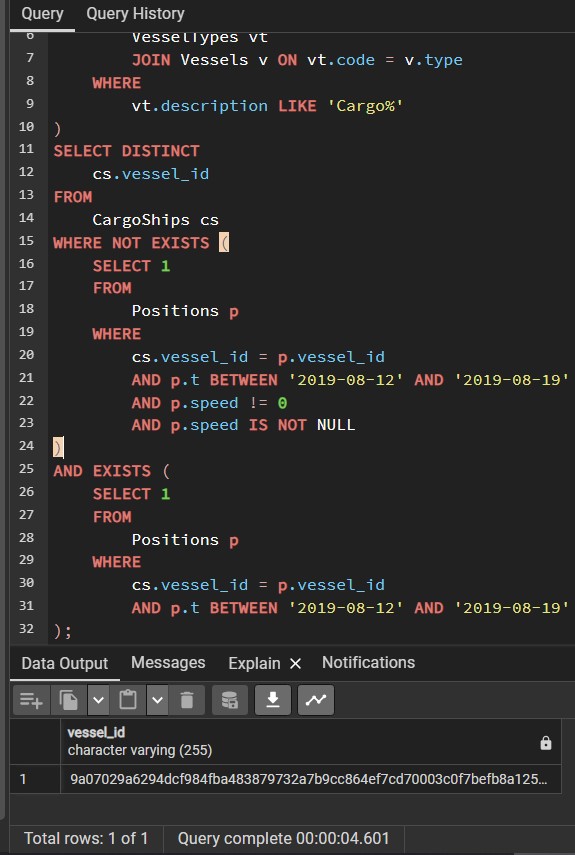 Query Query History
6 VesselTypes vt
7 JOIN Vessels v ON vt.code = v.type
8 WHERE
9 vt.description LIKE 'Cargo%'
10 )
11 SELECT DISTINCT
12 cs.vessel_id
13 FROM
14 CargoShips cs
15 WHERE NOT EXISTS (
16 SELECT 1
17 FROM
18 Positions p
19 WHERE
20 cs.vessel_id = p.vessel_id
21 AND p.t BETWEEN '2019-08-12' AND '2019-08-19'
22 AND p.speed != 0
23 AND p.speed IS NOT NULL
24 )
25 AND EXISTS (
26 SELECT 1
27 FROM
28 Positions p
29 WHERE
30 cs.vessel_id = p.vessel_id
31 AND p.t BETWEEN '2019-08-12' AND '2019-08-19'
32 );
Data Output Messages Explain × Notifications
vessel_id
character varying (255)
1 9a07029a6294dcf984fba483879732a7b9cc864ef7cd70003c0f7befb8a125...
Total rows: 1 of 1 Query complete 00:00:04.601